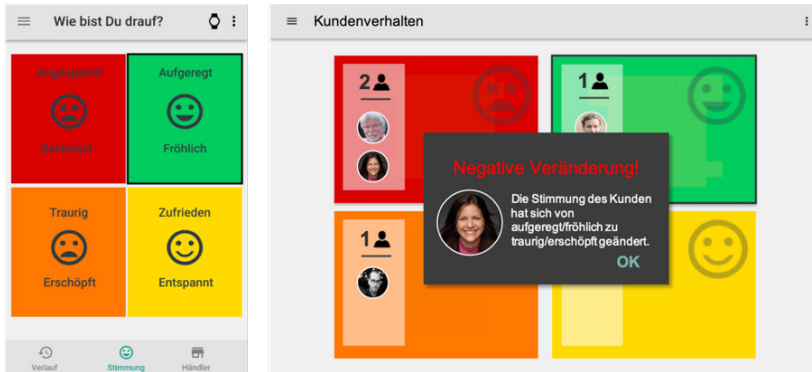 Wie bist Du drauf?
Angespannt
Gestresst
Aufgeregt
Fröhlich
Traurig
Erschöpft
Zufrieden
Entspannt
Verlauf
Stimmung
Händler
Kundenverhalten
2
1
1
Negative Veränderung!
Die Stimmung des Kunden
hat sich von
aufgeregt/fröhlich zu
traurig/erschöpft geändert.
OK